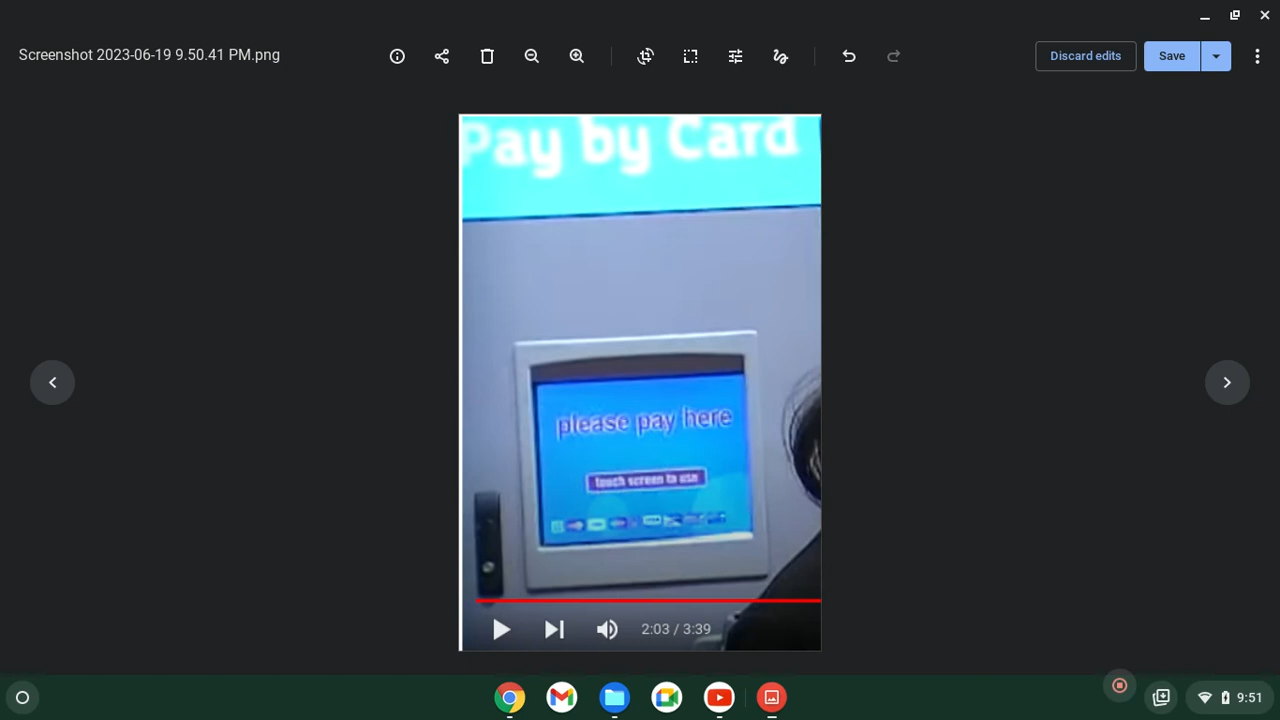 Screenshot 2023-06-19 9.50.41 PM.png
Discard edits
Save
Pay by Card
please pay here
touch screen to use
2:03 / 3:39
9:51